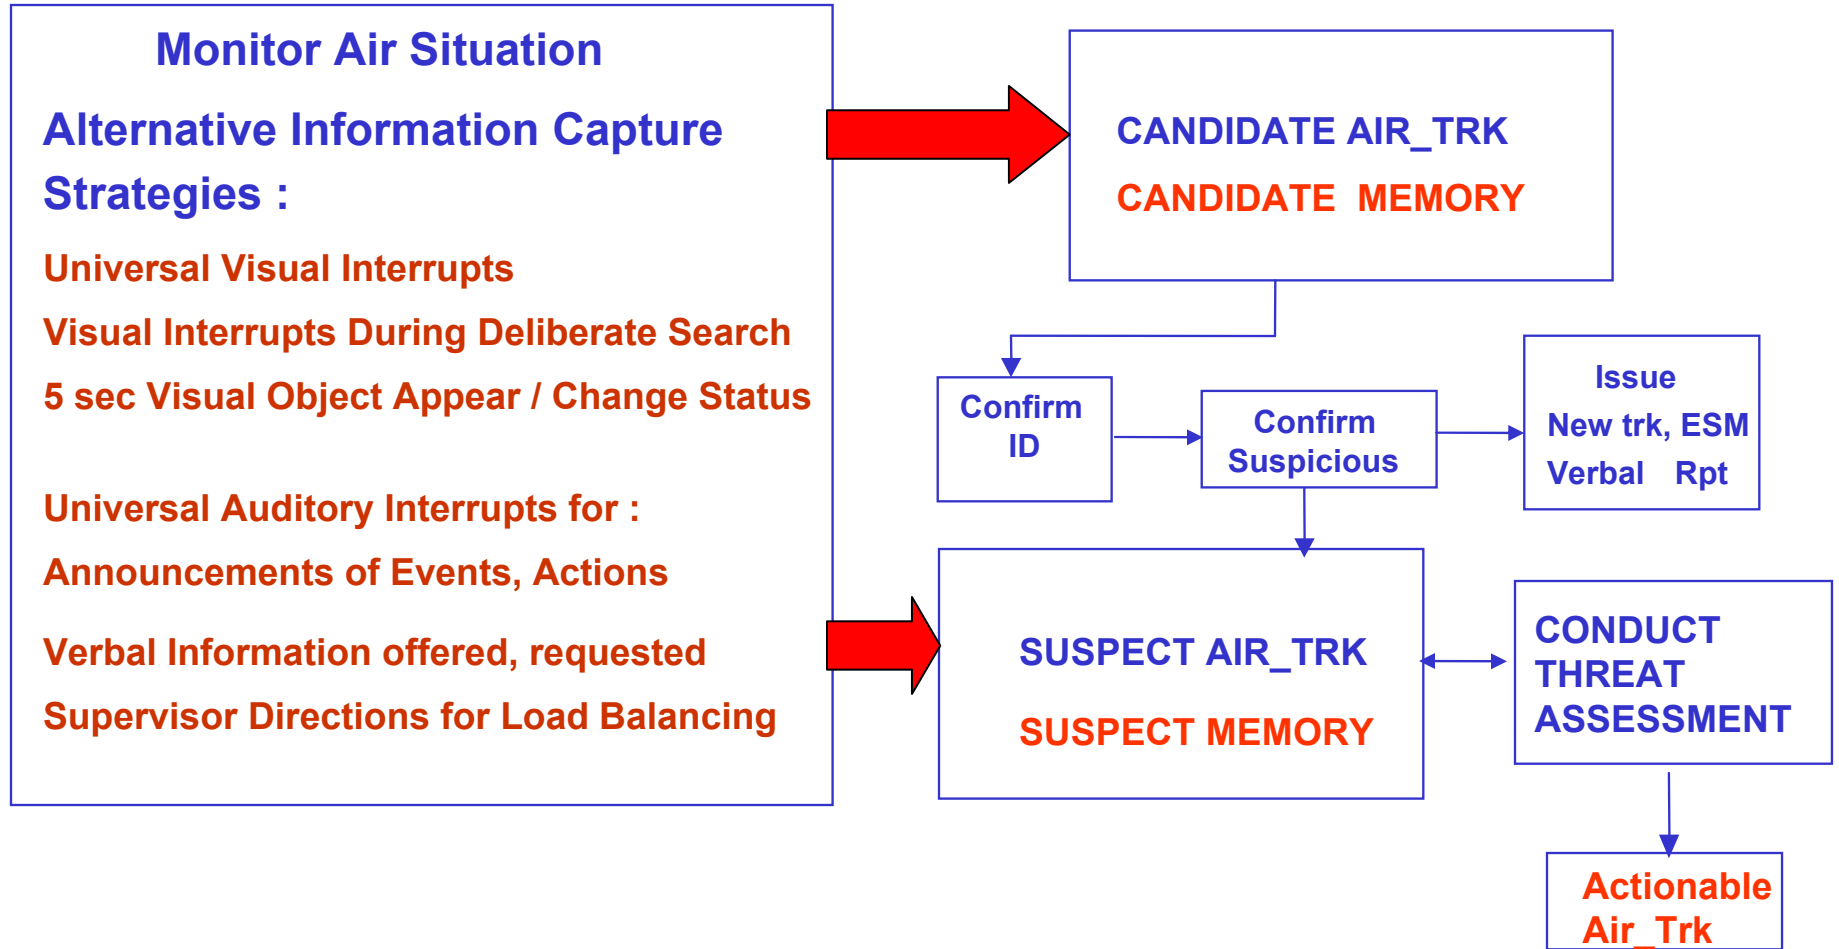 Monitor Air Situation
Alternative Information Capture
Strategies :
Universal Visual Interrupts
Visual Interrupts During Deliberate Search
5 sec Visual Object Appear / Change Status
Universal Auditory Interrupts for :
Announcements of Events, Actions
Verbal Information offered, requested
Supervisor Directions for Load Balancing
CANDIDATE AIR_TRK
CANDIDATE MEMORY
Confirm
ID
Confirm
Suspicious
Issue
New trk, ESM
Verbal Rpt
SUSPECT AIR_TRK
SUSPECT MEMORY
CONDUCT
THREAT
ASSESSMENT
Actionable
Air_Trk